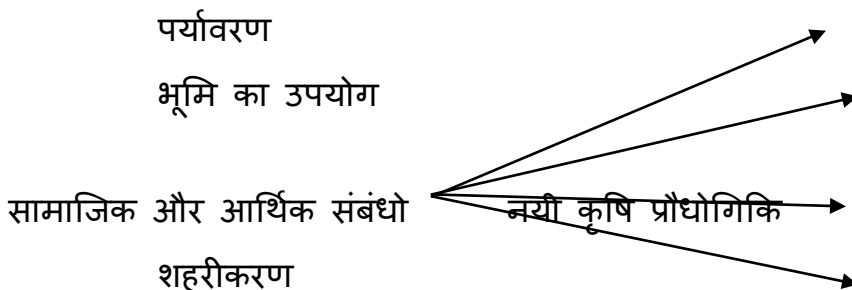 पर्यावरण
भूमि का उपयोग
सामाजिक और आर्थिक संबंधो नयी कृषि प्रौधोगिकि
शहरीकरण